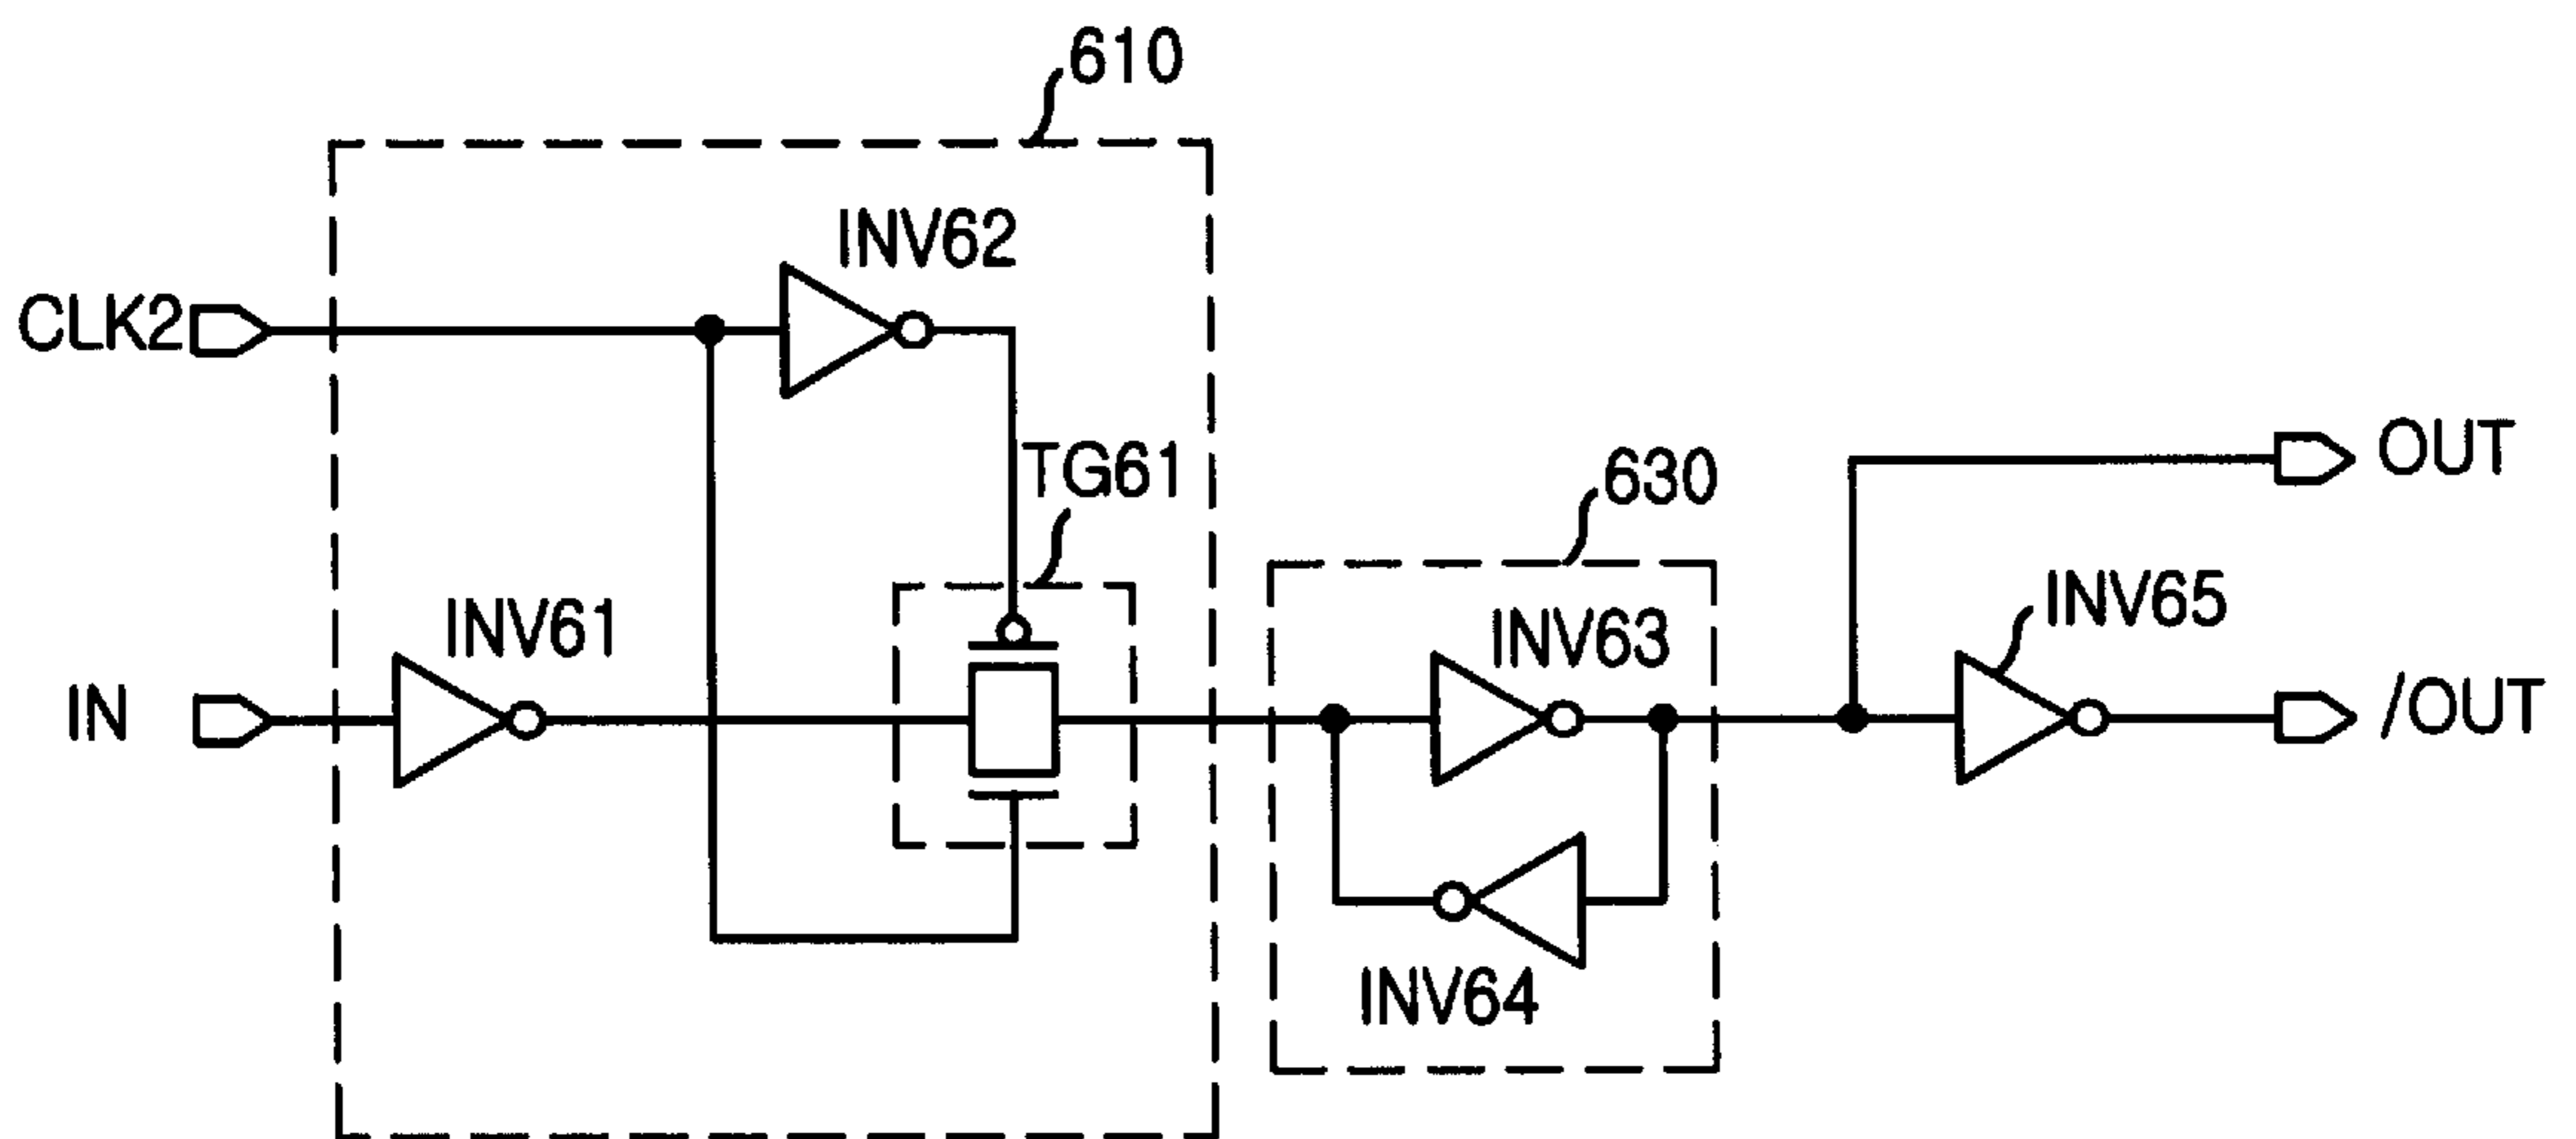 610
INV62
CLK2
TG61
OUT
630
INV61
INV63
INV65
IN
/OUT
INV64